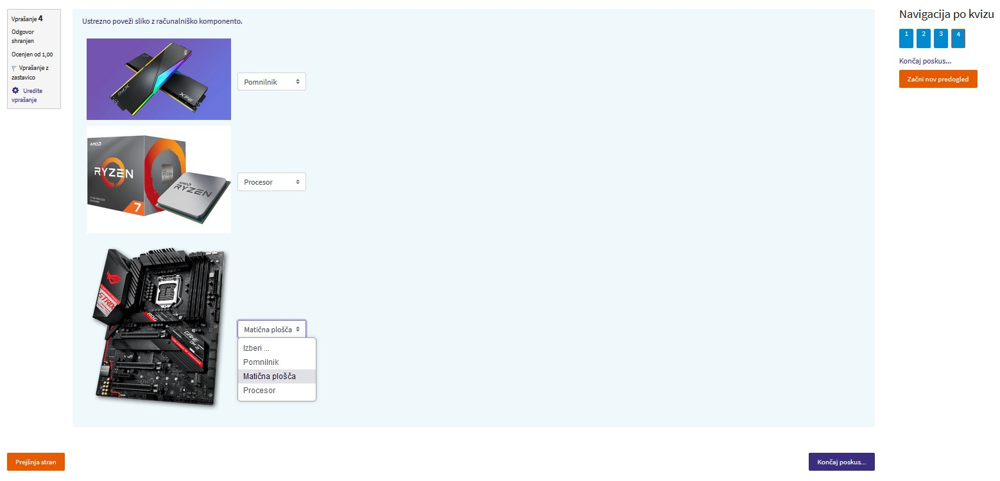 Vprašanje 4
Odgovor
shranjen
Ocenjen od 1,00
Vprašanje z
zastavico
Uredite
vprašanje
Ustrezno poveži sliko z računalniško komponento.
XPG
XPG
Pomnilnik
AMD
RYZEN
RYZEN
7
AMD
RYZEN
Procesor
STRIX
ROG
Matična plošča
Izberi ...
Pomnilnik
Matična plošča
Procesor
Navigacija po kvizu
1 2 3 4
Končaj poskus...
Začni nov predogled
Prejšnja stran
Končaj poskus...